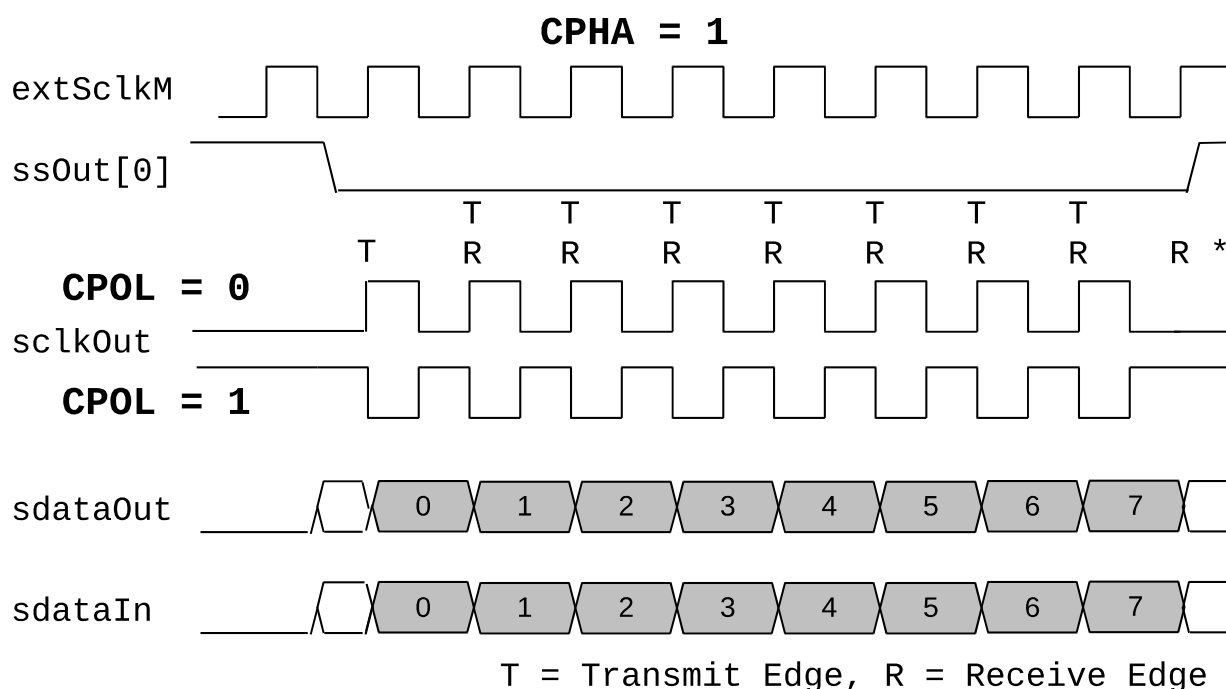 CPHA = 1
extSclkM
ssOut[0]
T T T T T T T
T R R R R R R R R *
CPOL = 0
sclkOut
CPOL = 1
sdataOut 0 1 2 3 4 5 6 7
sdataIn 0 1 2 3 4 5 6 7
T = Transmit Edge, R = Receive Edge